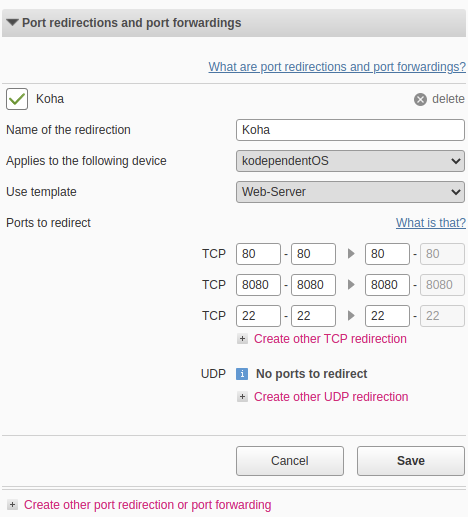 Port redirections and port forwardings
What are port redirections and port forwardings?
Koha delete
Name of the redirection Koha
Applies to the following device kodependentOS
Use template Web-Server
Ports to redirect What is that?
TCP 80 - 80 80 - 80
TCP 8080 - 8080 8080 - 8080
TCP 22 - 22 22 - 22
Create other TCP redirection
UDP i No ports to redirect
Create other UDP redirection
Cancel Save
Create other port redirection or port forwarding